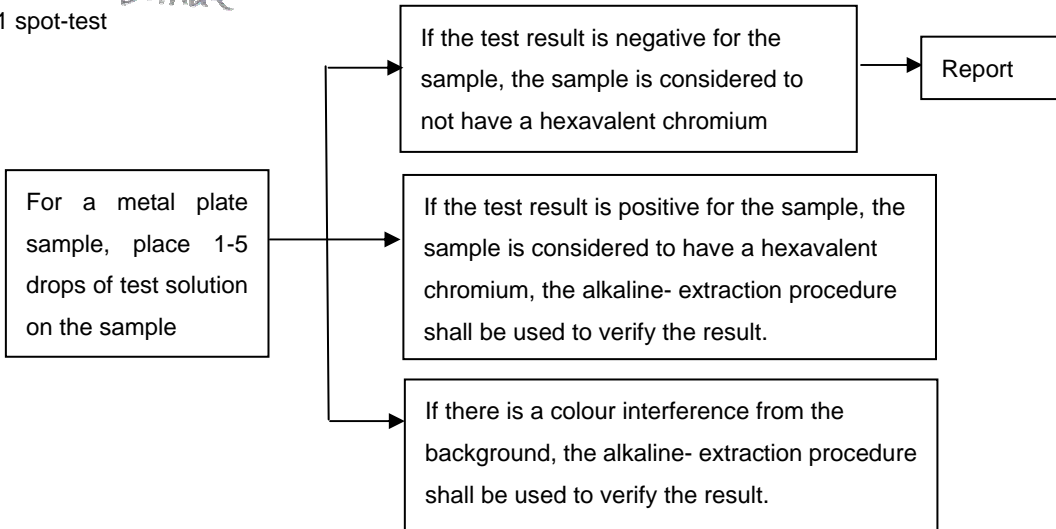 1 spot-test
If the test result is negative for the
sample, the sample is considered to
not have a hexavalent chromium
Report
For a metal plate
sample, place 1-5
drops of test solution
on the sample
If the test result is positive for the sample, the
sample is considered to have a hexavalent
chromium, the alkaline- extraction procedure
shall be used to verify the result.
If there is a colour interference from the
background, the alkaline- extraction procedure
shall be used to verify the result.